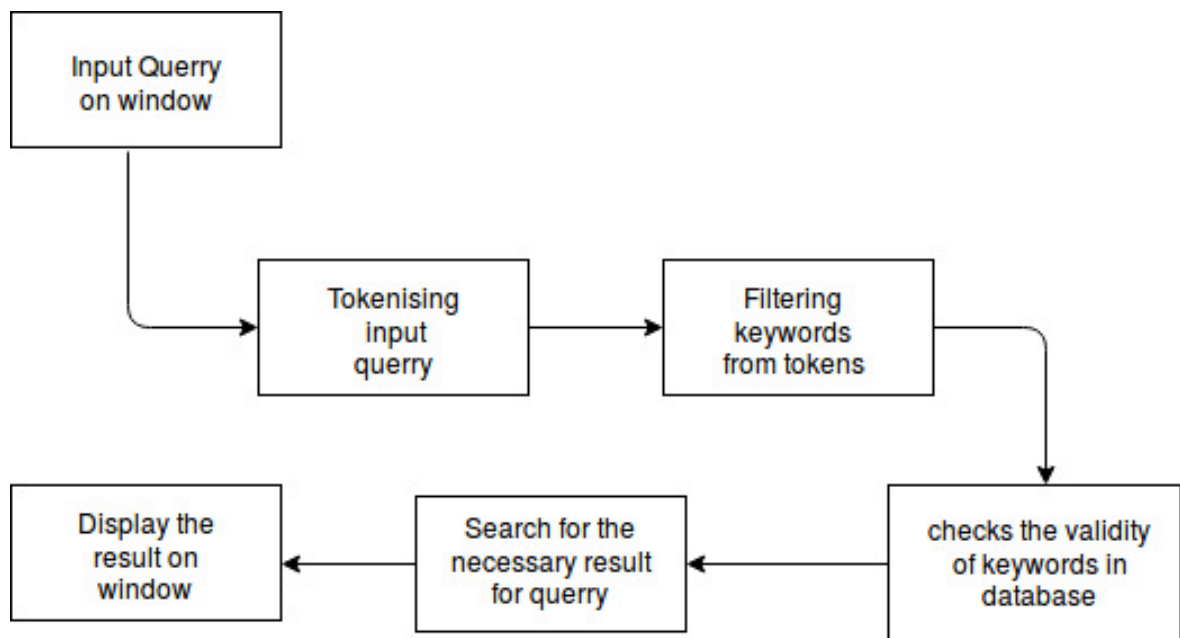 Input Querry
on window
Tokenising
input
querry
Filtering
keywords
from tokens
checks the validity
of keywords in
database
Search for the
necessary result
for querry
Display the
result on
window